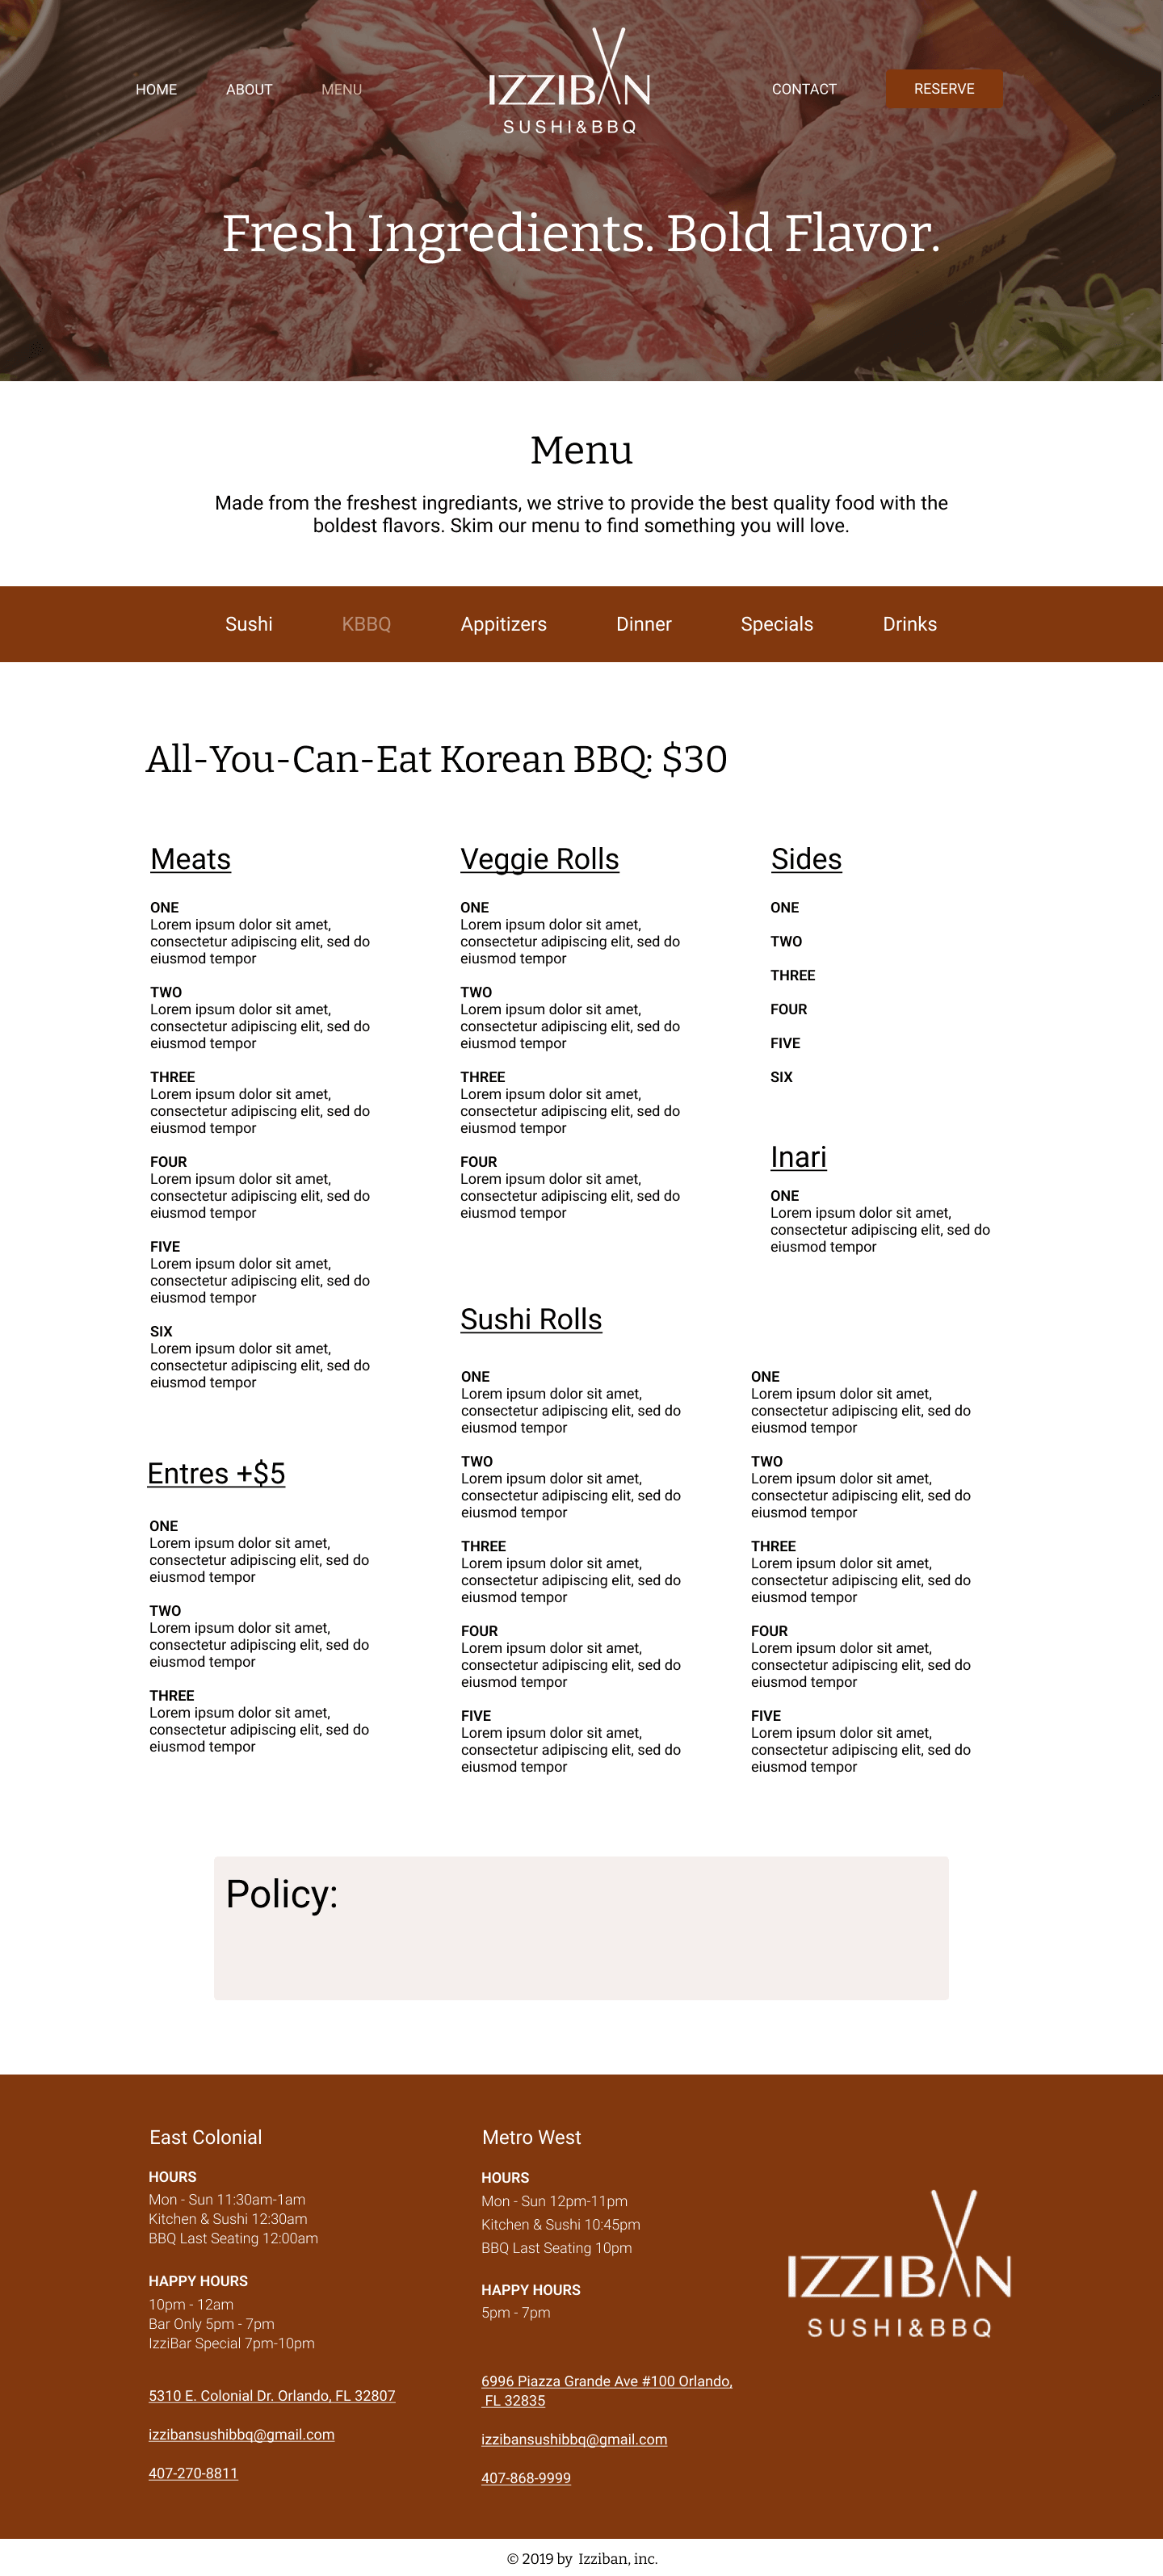 HOME
ABOUT
MENU
IZZIBAN
SUSHI&BBQ
CONTACT
RESERVE
Fresh Ingredients. Bold Flavor.
Dish Bank
Menu
Made from the freshest ingrediants, we strive to provide the best quality food with the
boldest flavors. Skim our menu to find something you will love.
Sushi
KBBQ
Appitizers
Dinner
Specials
Drinks
All-You-Can-Eat Korean BBQ: $30
Meats
ONE
Lorem ipsum dolor sit amet,
consectetur adipiscing elit, sed do
eiusmod tempor
TWO
Lorem ipsum dolor sit amet,
consectetur adipiscing elit, sed do
eiusmod tempor
THREE
Lorem ipsum dolor sit amet,
consectetur adipiscing elit, sed do
eiusmod tempor
FOUR
Lorem ipsum dolor sit amet,
consectetur adipiscing elit, sed do
eiusmod tempor
FIVE
Lorem ipsum dolor sit amet,
consectetur adipiscing elit, sed do
eiusmod tempor
SIX
Lorem ipsum dolor sit amet,
consectetur adipiscing elit, sed do
eiusmod tempor
Entres +$5
ONE
Lorem ipsum dolor sit amet,
consectetur adipiscing elit, sed do
eiusmod tempor
TWO
Lorem ipsum dolor sit amet,
consectetur adipiscing elit, sed do
eiusmod tempor
THREE
Lorem ipsum dolor sit amet,
consectetur adipiscing elit, sed do
eiusmod tempor
Veggie Rolls
ONE
Lorem ipsum dolor sit amet,
consectetur adipiscing elit, sed do
eiusmod tempor
TWO
Lorem ipsum dolor sit amet,
consectetur adipiscing elit, sed do
eiusmod tempor
THREE
Lorem ipsum dolor sit amet,
consectetur adipiscing elit, sed do
eiusmod tempor
FOUR
Lorem ipsum dolor sit amet,
consectetur adipiscing elit, sed do
eiusmod tempor
Sides
ONE
TWO
THREE
FOUR
FIVE
SIX
Inari
ONE
Lorem ipsum dolor sit amet,
consectetur adipiscing elit, sed do
eiusmod tempor
Sushi Rolls
ONE
Lorem ipsum dolor sit amet,
consectetur adipiscing elit, sed do
eiusmod tempor
TWO
Lorem ipsum dolor sit amet,
consectetur adipiscing elit, sed do
eiusmod tempor
THREE
Lorem ipsum dolor sit amet,
consectetur adipiscing elit, sed do
eiusmod tempor
FOUR
Lorem ipsum dolor sit amet,
consectetur adipiscing elit, sed do
eiusmod tempor
FIVE
Lorem ipsum dolor sit amet,
consectetur adipiscing elit, sed do
eiusmod tempor
ONE
Lorem ipsum dolor sit amet,
consectetur adipiscing elit, sed do
eiusmod tempor
TWO
Lorem ipsum dolor sit amet,
consectetur adipiscing elit, sed do
eiusmod tempor
THREE
Lorem ipsum dolor sit amet,
consectetur adipiscing elit, sed do
eiusmod tempor
FOUR
Lorem ipsum dolor sit amet,
consectetur adipiscing elit, sed do
eiusmod tempor
FIVE
Lorem ipsum dolor sit amet,
consectetur adipiscing elit, sed do
eiusmod tempor
Policy:
East Colonial
HOURS
Mon - Sun 11:30am-1am
Kitchen & Sushi 12:30am
BBQ Last Seating 12:00am
HAPPY HOURS
10pm - 12am
Bar Only 5pm - 7pm
IzziBar Special 7pm-10pm
5310 E. Colonial Dr. Orlando, FL 32807
izzibansushibbq@gmail.com
407-270-8811
Metro West
HOURS
Mon - Sun 12pm-11pm
Kitchen & Sushi 10:45pm
BBQ Last Seating 10pm
HAPPY HOURS
5pm - 7pm
6996 Piazza Grande Ave #100 Orlando,
FL 32835
izzibansushibbq@gmail.com
407-868-9999
IZZIBAN
SUSHI&BBQ
© 2019 by Izziban, inc.